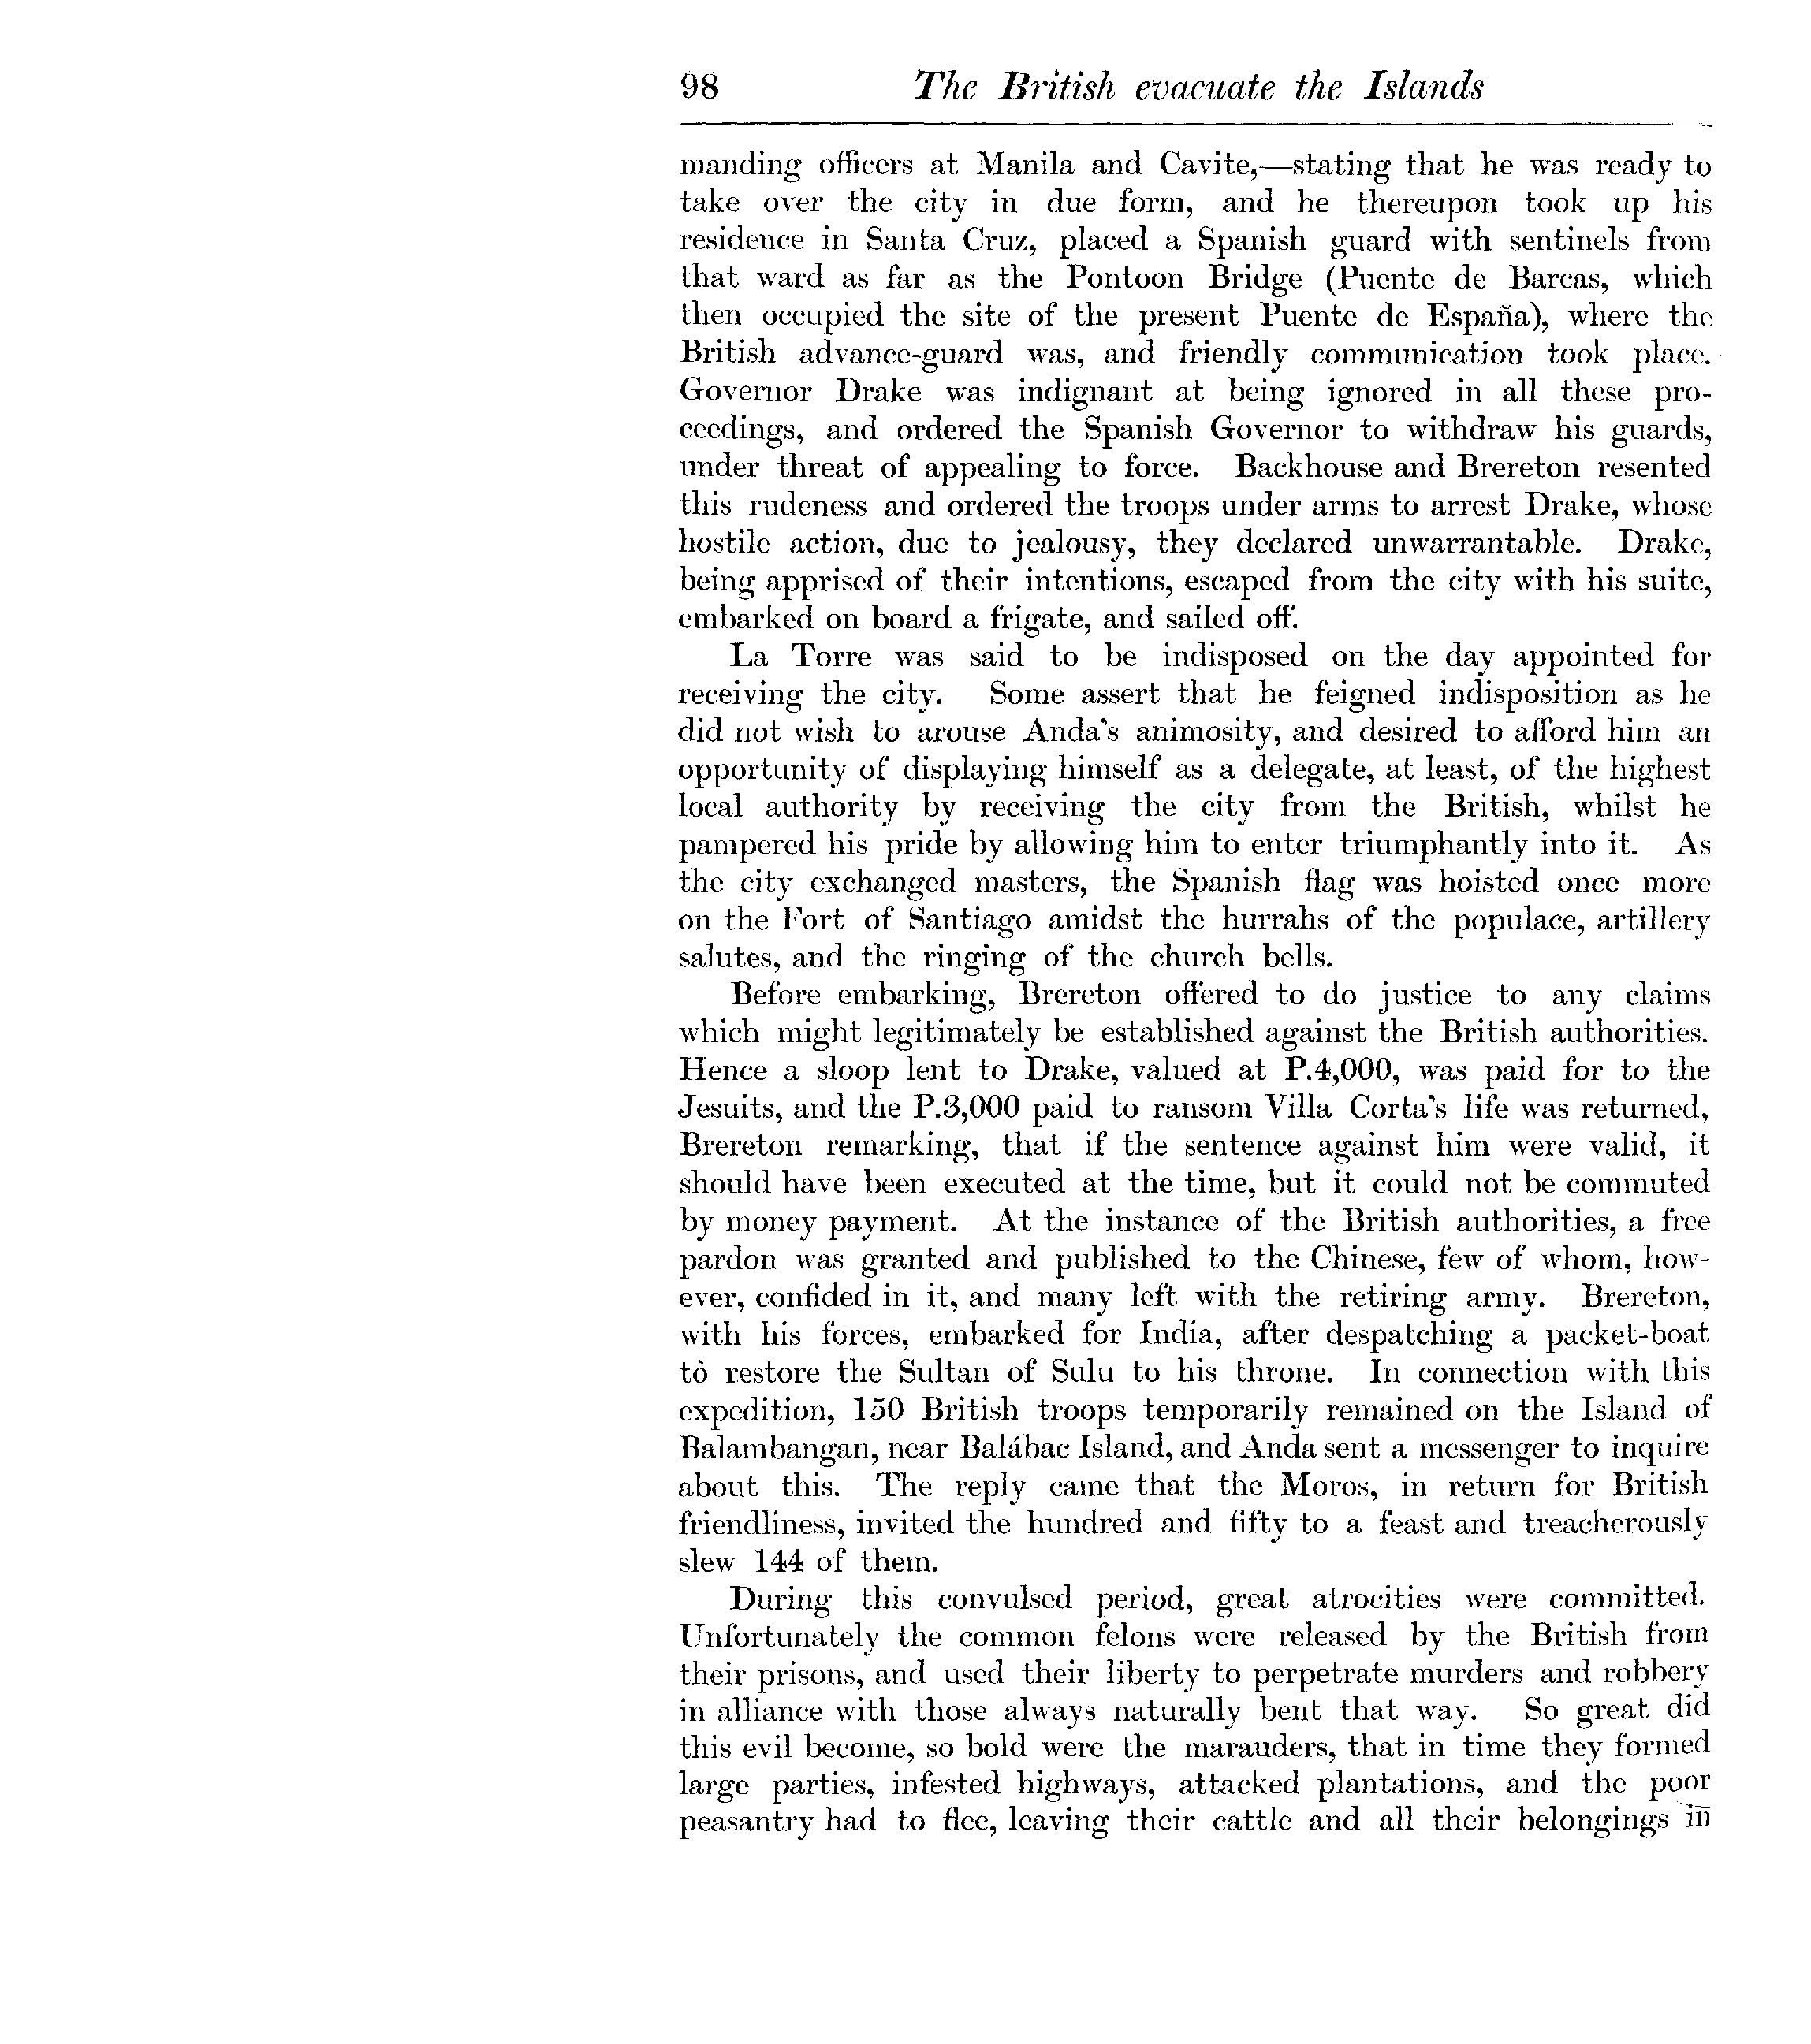 98 The British evacuate the Islands
manding officers at Manila and Cavite,—stating that he was ready to
take over the city in due form, and he thereupon took up his
residence in Santa Cruz, placed a Spanish guard with sentinels from
that ward as far as the Pontoon Bridge (Puente de Barcas, which
then occupied the site of the present Puente de España), where the
British advance-guard was, and friendly communication took place.
Governor Drake was indignant at being ignored in all these pro-
ceedings, and ordered the Spanish Governor to withdraw his guards,
under threat of appealing to force. Backhouse and Brereton resented
this rudeness and ordered the troops under arms to arrest Drake, whose
hostile action, due to jealousy, they declared unwarrantable. Drake,
being apprised of their intentions, escaped from the city with his suite,
embarked on board a frigate, and sailed off.
La Torre was said to be indisposed on the day appointed for
receiving the city. Some assert that he feigned indisposition as he
did not wish to arouse Anda's animosity, and desired to afford him an
opportunity of displaying himself as a delegate, at least, of the highest
local authority by receiving the city from the British, whilst he
pampered his pride by allowing him to enter triumphantly into it. As
the city exchanged masters, the Spanish flag was hoisted once more
on the Fort of Santiago amidst the hurrahs of the populace, artillery
salutes, and the ringing of the church bells.
Before embarking, Brereton offered to do justice to any claims
which might legitimately be established against the British authorities.
Hence a sloop lent to Drake, valued at P.4,000, was paid for to the
Jesuits, and the P.3,000 paid to ransom Villa Corta's life was returned,
Brereton remarking, that if the sentence against him were valid, it
should have been executed at the time, but it could not be commuted
by money payment. At the instance of the British authorities, a free
pardon was granted and published to the Chinese, few of whom, how-
ever, confided in it, and many left with the retiring army. Brereton,
with his forces, embarked for India, after despatching a packet-boat
to restore the Sultan of Sulu to his throne. In connection with this
expedition, 150 British troops temporarily remained on the Island of
Balambangan, near Balábac Island, and Anda sent a messenger to inquire
about this. The reply came that the Moros, in return for British
friendliness, invited the hundred and fifty to a feast and treacherously
slew 144 of them.
During this convulsed period, great atrocities were committed.
Unfortunately the common felons were released by the British from
their prisons, and used their liberty to perpetrate murders and robbery
in alliance with those always naturally bent that way. So great did
this evil become, so bold were the marauders, that in time they formed
large parties, infested highways, attacked plantations, and the poor
peasantry had to flee, leaving their cattle and all their belongings in